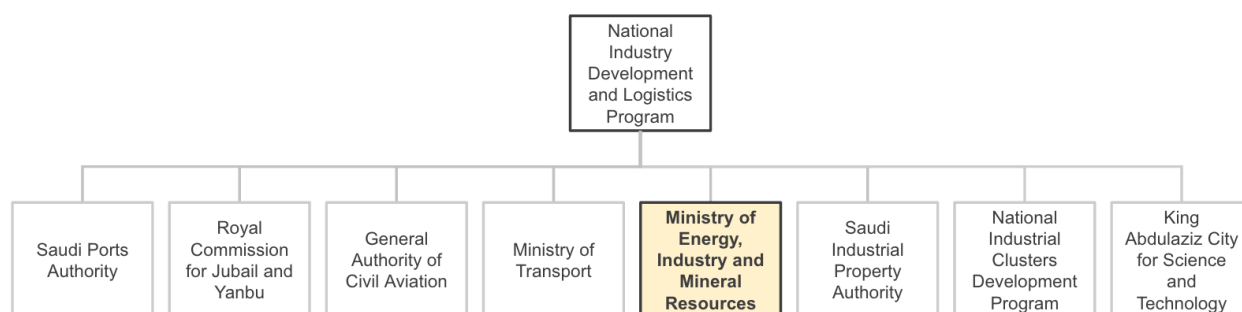 National
Industry
Development
and Logistics
Program
Saudi Ports
Authority
Royal
Commission
for Jubail and
Yanbu
General
Authority of
Civil Aviation
Ministry of
Transport
Ministry of
Energy,
Industry and
Mineral
Resources
Saudi
Industrial
Property
Authority
National
Industrial
Clusters
Development
Program
King
Abdulaziz City
for Science
and
Technology